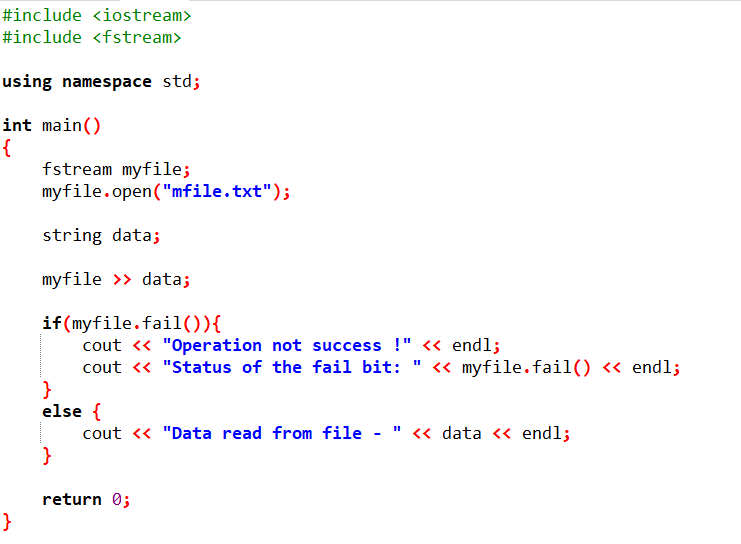 #include <iostream>
#include <fstream>
using namespace std;
int main()
{
fstream myfile;
myfile.open("mfile.txt");
string data;
myfile >> data;
if(myfile.fail()){
cout << "Operation not success !" << endl;
cout << "Status of the fail bit: " << myfile.fail() << endl;
}
else {
cout << "Data read from file - " << data << endl;
}
return 0;
}